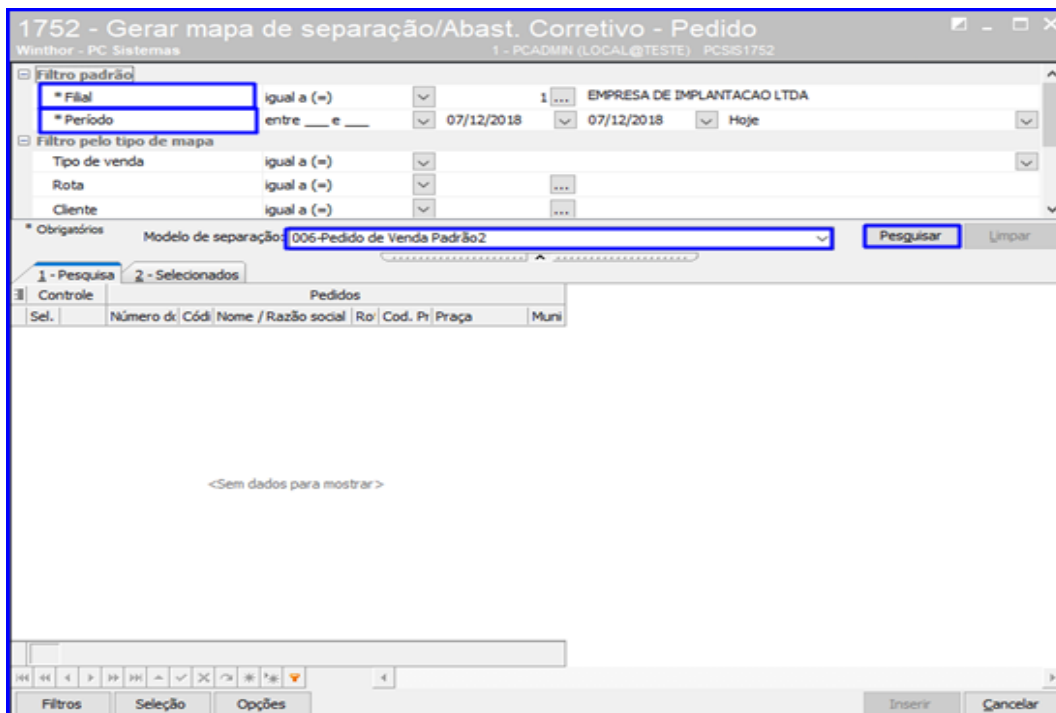 1752 - Gerar mapa de separação/Abast. Corretivo - Pedido
Winthor - PC Sistemas 1 - PCADMIN (LOCAL@TESTE) PCSIS1752
Filtro padrão
* Filial igual a (=) 1 ... EMPRESA DE IMPLANTACAO LTDA
* Período entre ___ e ___ 07/12/2018 07/12/2018 Hoje
Filtro pelo tipo de mapa
Tipo de venda igual a (=)
Rota igual a (=) ...
Cliente igual a (=) ...
* Obrigatórios Modelo de separação: 006-Pedido de Venda Padrão2 Pesquisar Limpar
1 - Pesquisa 2 - Selecionados
Controle Pedidos
Sel. Número do Códi Nome / Razão social Ro Cod. Pr Praça Muni
<Sem dados para mostrar>
Filtros Seleção Opções Inserir Cancelar